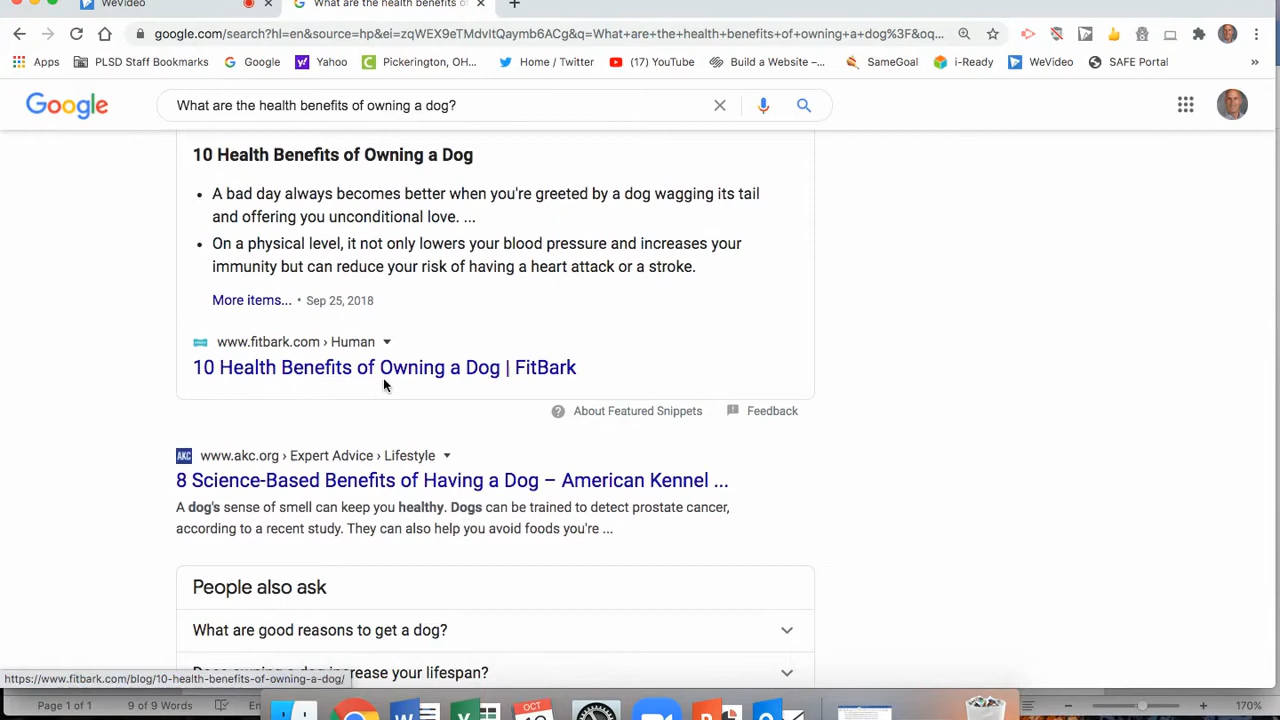 WeVideo
What are the health benefits of
google.com/search?hl=en&source=hp&ei=zqWEX9eTMdvItQaymb6ACg&q=What+are+the+health+benefits+of+owning+a+dog%3F&oq...
Apps
PLSD Staff Bookmarks
Google
Yahoo
Pickerington, OH...
Home / Twitter
(17) YouTube
Build a Website –...
SameGoal
i-Ready
WeVideo
SAFE Portal
»
Google
What are the health benefits of owning a dog?
10 Health Benefits of Owning a Dog
• A bad day always becomes better when you're greeted by a dog wagging its tail
and offering you unconditional love. ...
• On a physical level, it not only lowers your blood pressure and increases your
immunity but can reduce your risk of having a heart attack or a stroke.
More items... • Sep 25, 2018
www.fitbark.com › Human
10 Health Benefits of Owning a Dog | FitBark
About Featured Snippets
Feedback
AKC
www.akc.org › Expert Advice › Lifestyle
8 Science-Based Benefits of Having a Dog – American Kennel ...
A dog's sense of smell can keep you healthy. Dogs can be trained to detect prostate cancer,
according to a recent study. They can also help you avoid foods you're ...
People also ask
What are good reasons to get a dog?
increase your lifespan?
https://www.fitbark.com/blog/10-health-benefits-of-owning-a-dog/
Page 1 of 1
9 of 9 Words
170%
OCT